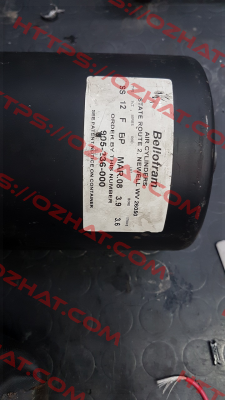 Bellofram
AIR CYLINDERS
STATE ROUTE 2, NEWELL WV 26050
SS 12 F BP MAR.08 3.9 3.6
ORDER BY THIS NUMBER
905-336-000
SEE PATENT NOTICE ON CONTAINER
HTTPS://OZHAT.COM